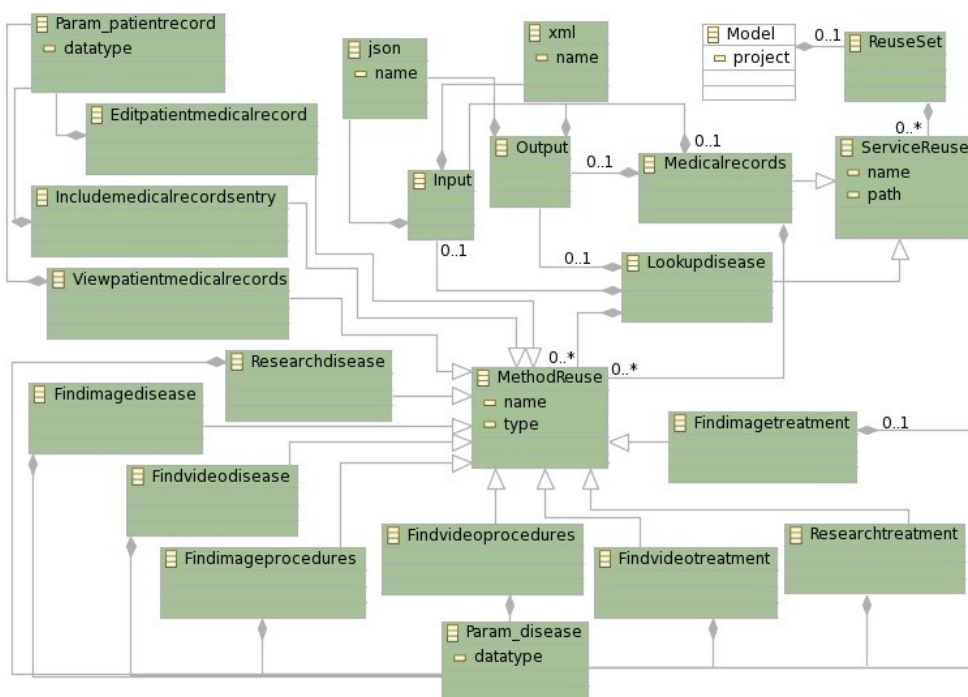 Param_patientrecord
datatype
json
name
xml
name
Model
project
0..1
ReuseSet
0..*
Editpatientmedicalrecord
Output
0..1
Medicalrecords
0..1
ServiceReuse
name
path
Input
0..1
Includemedicalrecordsentry
Viewpatientmedicalrecords
0..1
Lookupdisease
Researchdisease
0..*
0..*
MethodReuse
name
type
Findimagedisease
Findimagetreatment
0..1
Findvideodisease
Findimageprocedures
Findvideoprocedures
Findvideotreatment
Researchtreatment
Param_disease
datatype